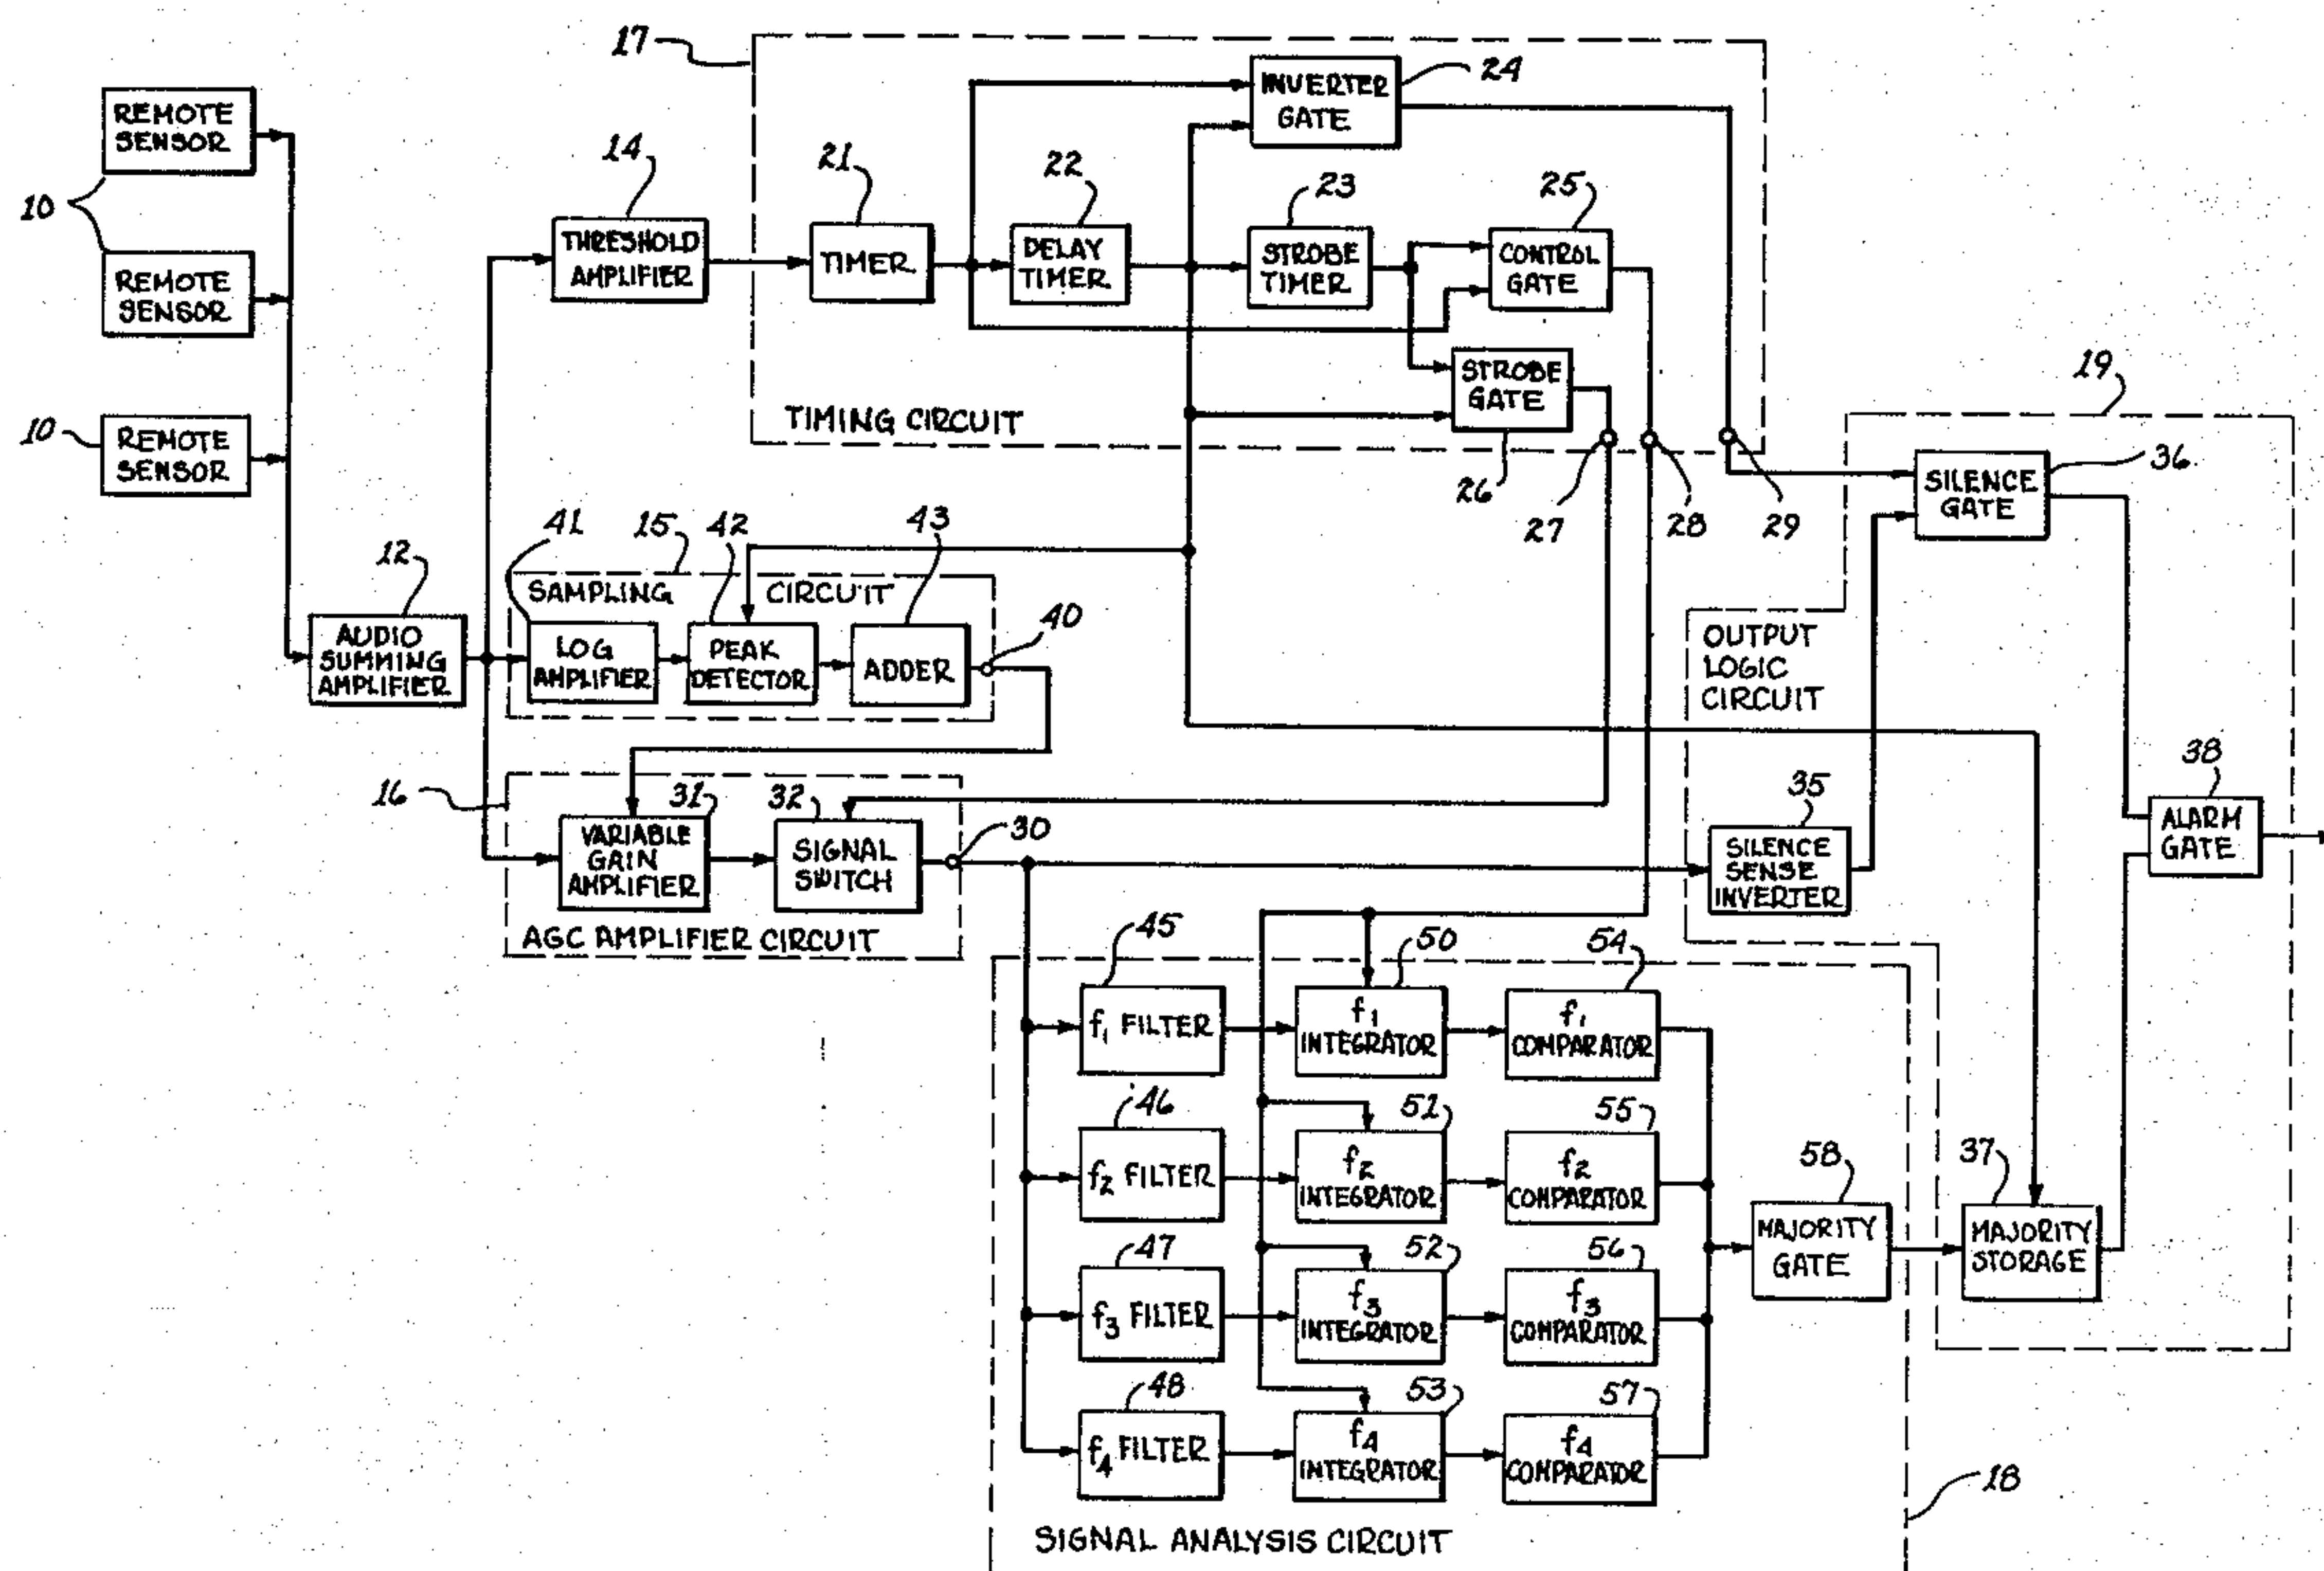 17
INVERTER
GATE
24
REMOTE
SENSOR
10
REMOTE
SENSOR
10
REMOTE
SENSOR
14
THRESHOLD
AMPLIFIER
21
TIMER
22
DELAY
TIMER
23
STROBE
TIMER
25
CONTROL
GATE
STROBE
GATE
26
27
28
29
TIMING CIRCUIT
19
SILENCE
GATE
36
12
AUDIO
SUMMING
AMPLIFIER
41
15
42
43
SAMPLING CIRCUIT
LOG
AMPLIFIER
PEAK
DETECTOR
ADDER
40
OUTPUT
LOGIC
CIRCUIT
16
31
32
VARIABLE
GAIN
AMPLIFIER
SIGNAL
SWITCH
30
AGC AMPLIFIER CIRCUIT
35
SILENCE
SENSE
INVERTER
38
ALARM
GATE
45
f1 FILTER
50
f1
INTEGRATOR
54
f1
COMPARATOR
46
f2 FILTER
51
f2
INTEGRATOR
55
f2
COMPARATOR
47
f3 FILTER
52
f3
INTEGRATOR
56
f3
COMPARATOR
48
f4 FILTER
53
f4
INTEGRATOR
57
f4
COMPARATOR
58
MAJORITY
GATE
37
MAJORITY
STORAGE
18
SIGNAL ANALYSIS CIRCUIT